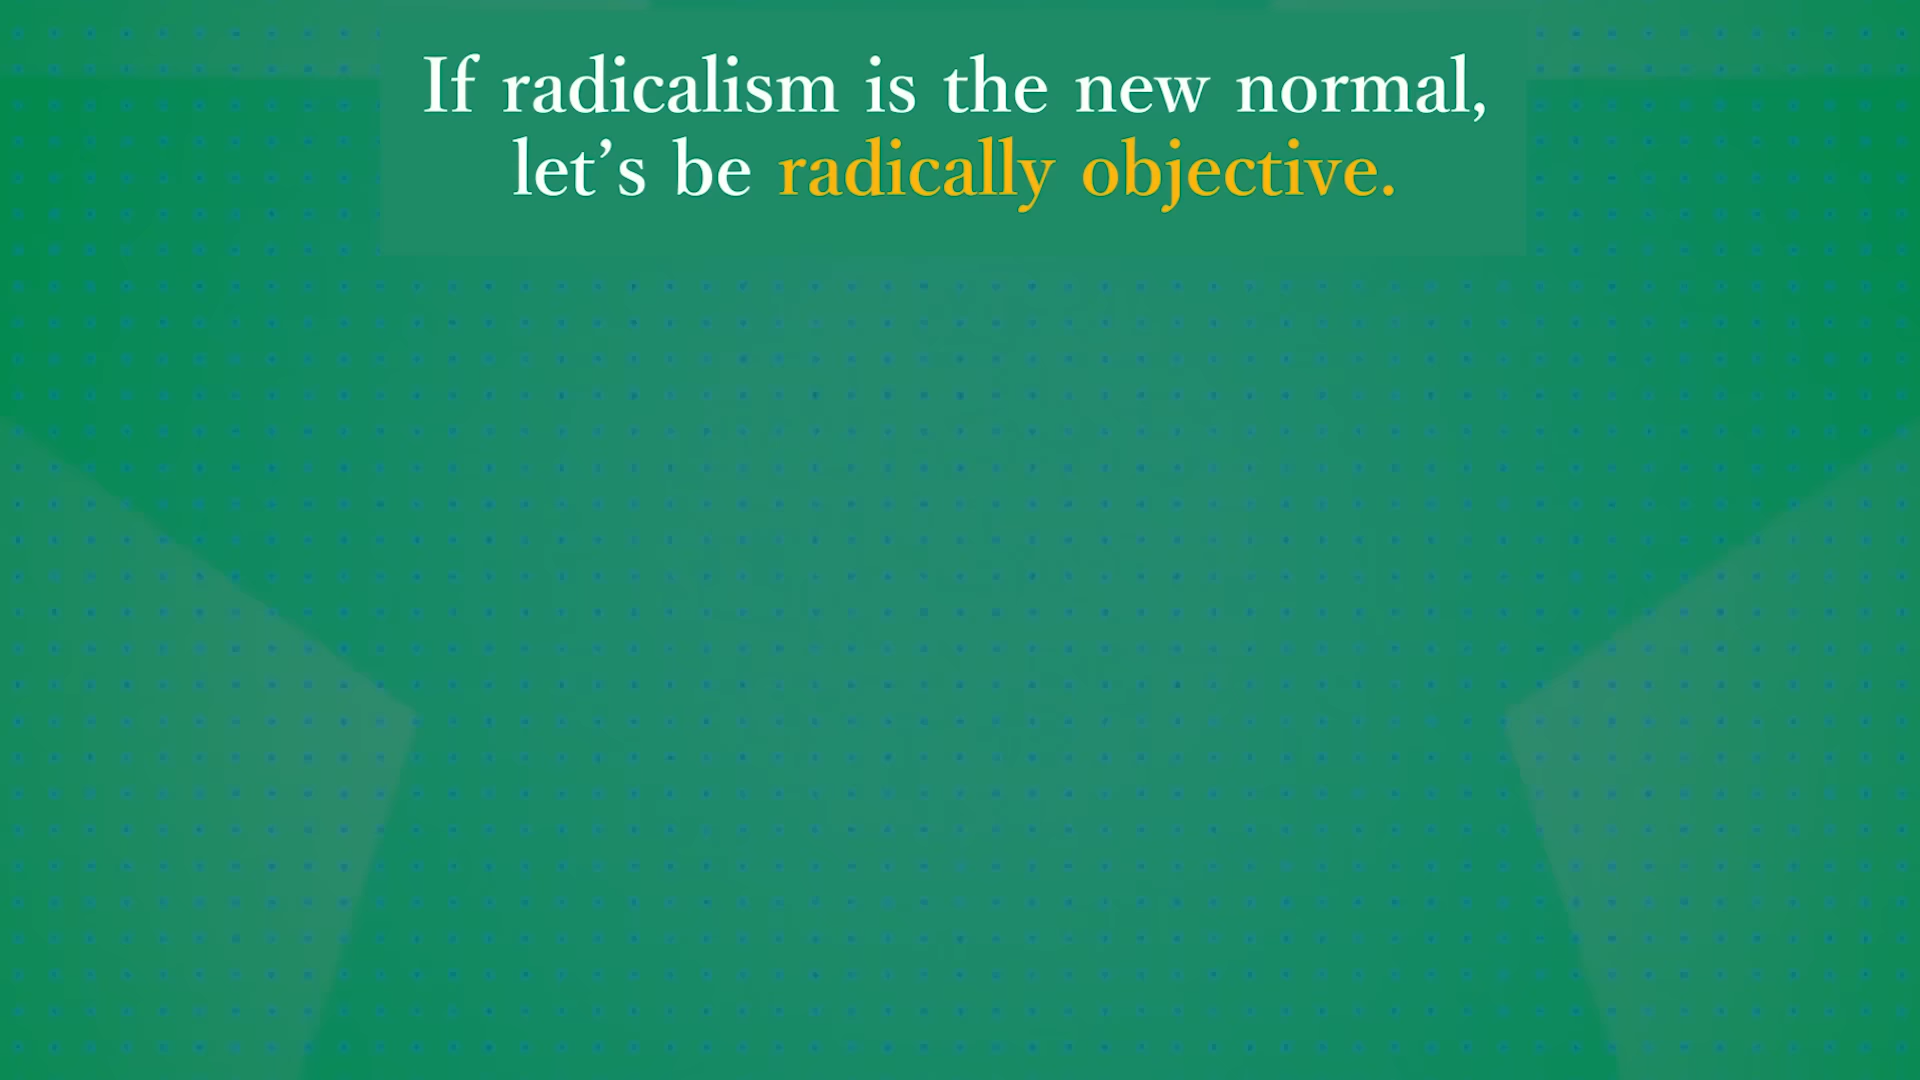 If radicalism is the new normal,
let’s be radically objective.